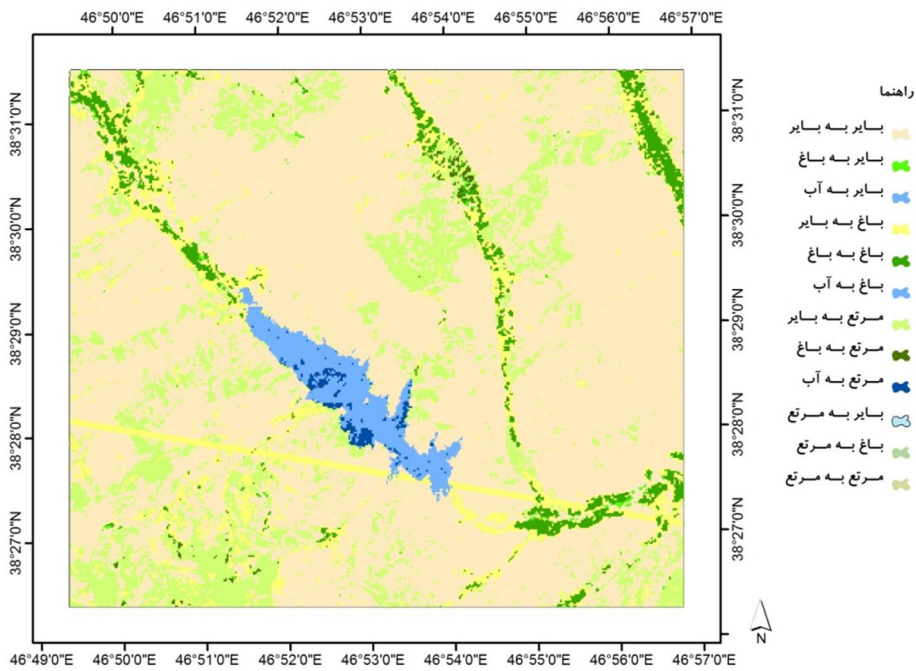 46°50'0"E 46°51'0"E 46°52'0"E 46°53'0"E 46°54'0"E 46°55'0"E 46°56'0"E 46°57'0"E
38°31'0"N
38°30'0"N
38°29'0"N
38°28'0"N
38°27'0"N
38°31'0"N
38°30'0"N
38°29'0"N
38°28'0"N
38°27'0"N
راهنما
بایر به بایر
بایر به باغ
بایر به آب
باغ به بایر
باغ به باغ
باغ به آب
مرتع به بایر
مرتع به باغ
مرتع به آب
بایر به مرتع
باغ به مرتع
مرتع به مرتع
N
46°49'0"E 46°50'0"E 46°51'0"E 46°52'0"E 46°53'0"E 46°54'0"E 46°55'0"E 46°56'0"E 46°57'0"E